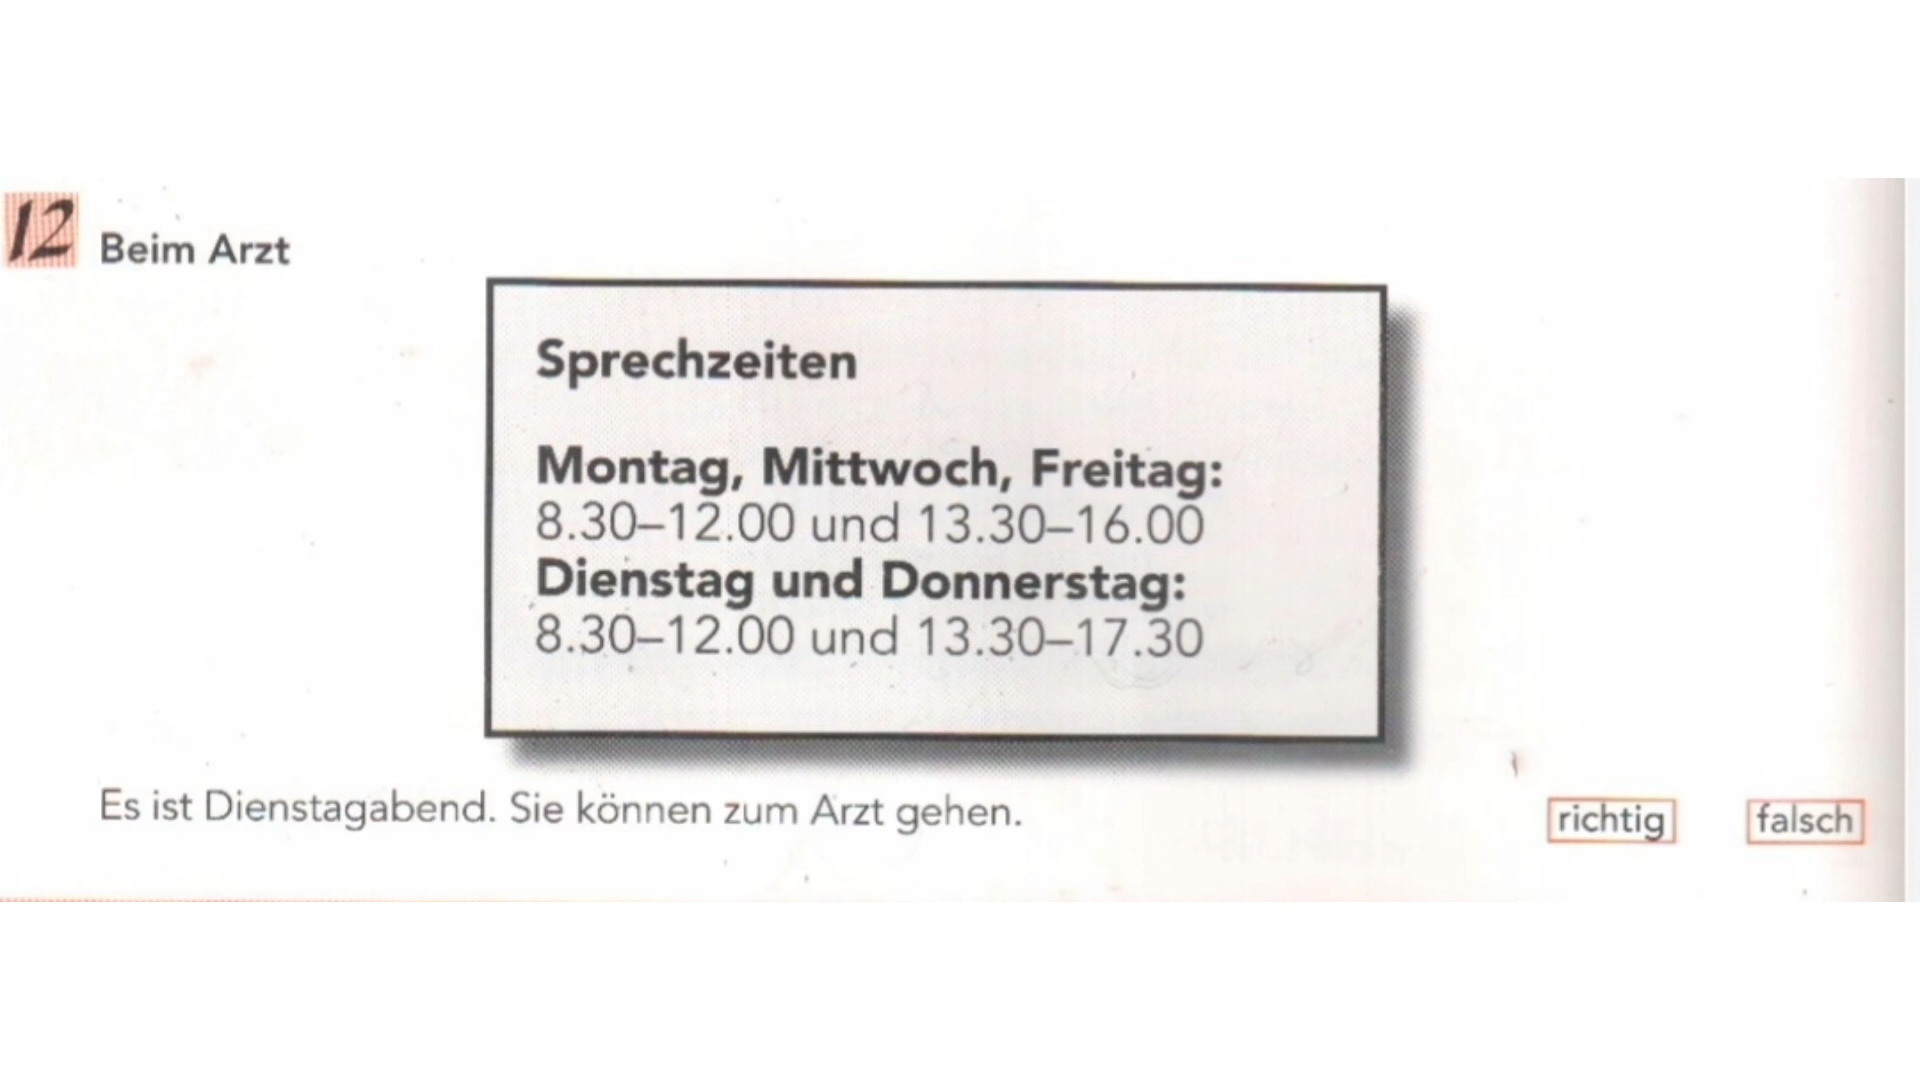 12 Beim Arzt
Sprechzeiten
Montag, Mittwoch, Freitag:
8.30–12.00 und 13.30–16.00
Dienstag und Donnerstag:
8.30–12.00 und 13.30–17.30
Es ist Dienstagabend. Sie können zum Arzt gehen. richtig falsch